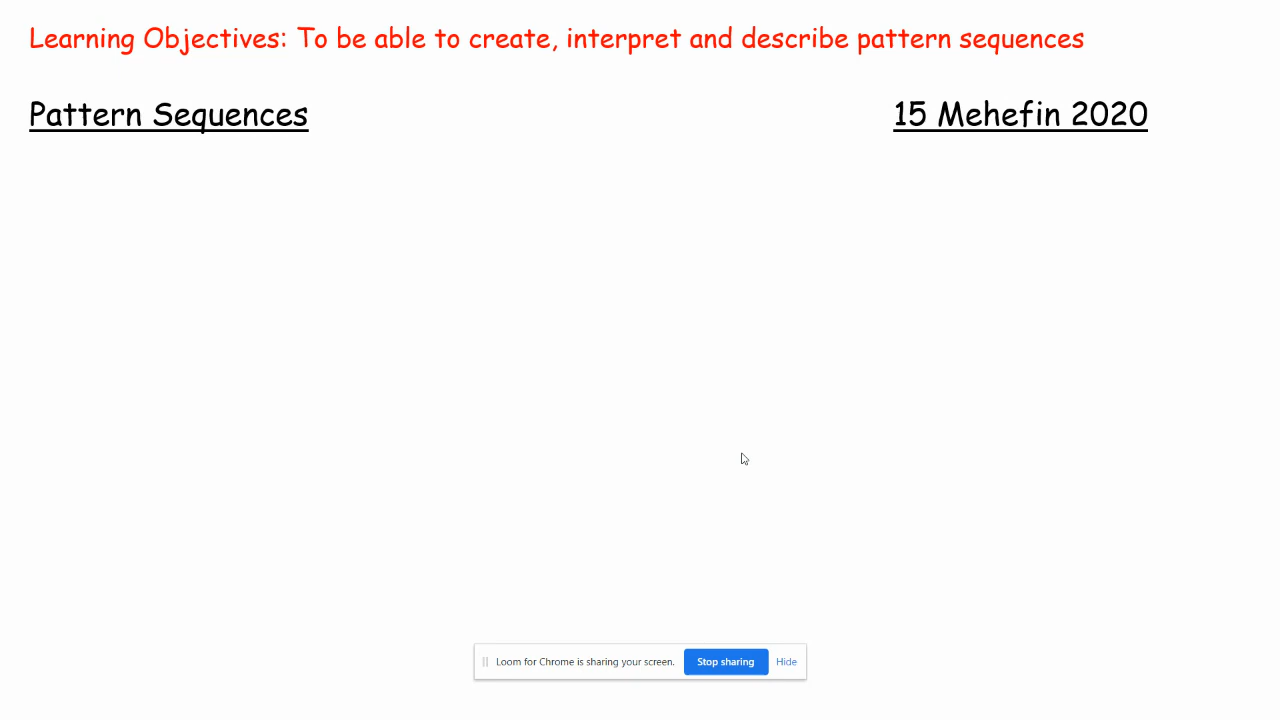 Learning Objectives: To be able to create, interpret and describe pattern sequences
Pattern Sequences 15 Mehefin 2020
Loom for Chrome is sharing your screen. Stop sharing Hide